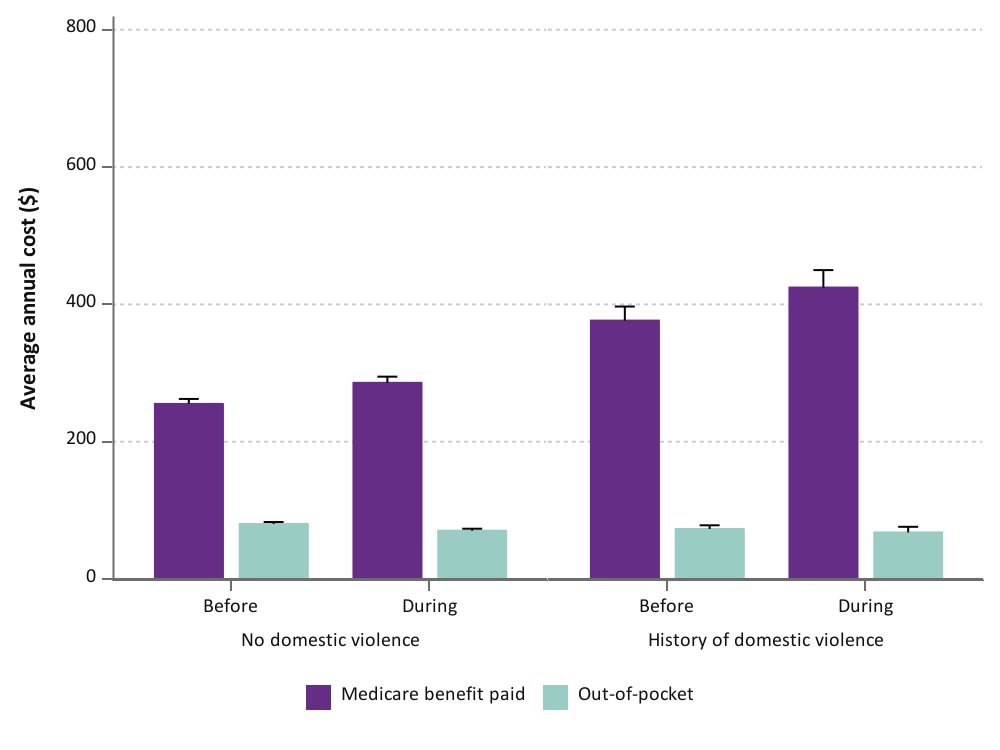 Average annual cost ($)
800
600
400
200
0
Before During Before During
No domestic violence History of domestic violence
Medicare benefit paid Out-of-pocket